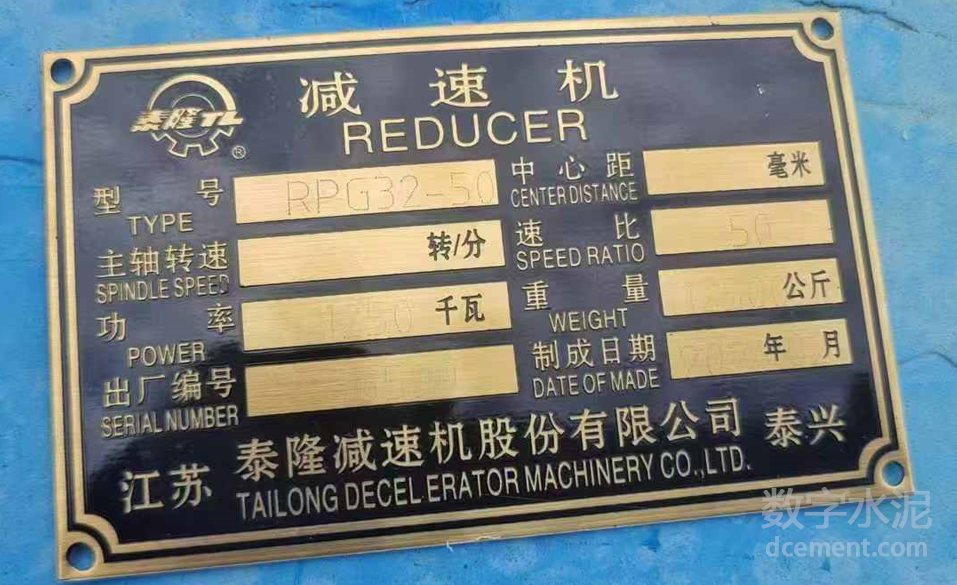 泰隆TL ®
减速机
REDUCER
型号 RPG32-50
TYPE
中心距 毫米
CENTER DISTANCE
主轴转速 转/分
SPINDLE SPEED
速比 50
SPEED RATIO
功率 千瓦
POWER
重量 公斤
WEIGHT
出厂编号
SERIAL NUMBER
制成日期 年 月
DATE OF MADE
江苏 泰隆减速机股份有限公司 泰兴
TAILONG DECEL ERATOR MACHINERY CO.,LTD.
数字水泥
dcement.com